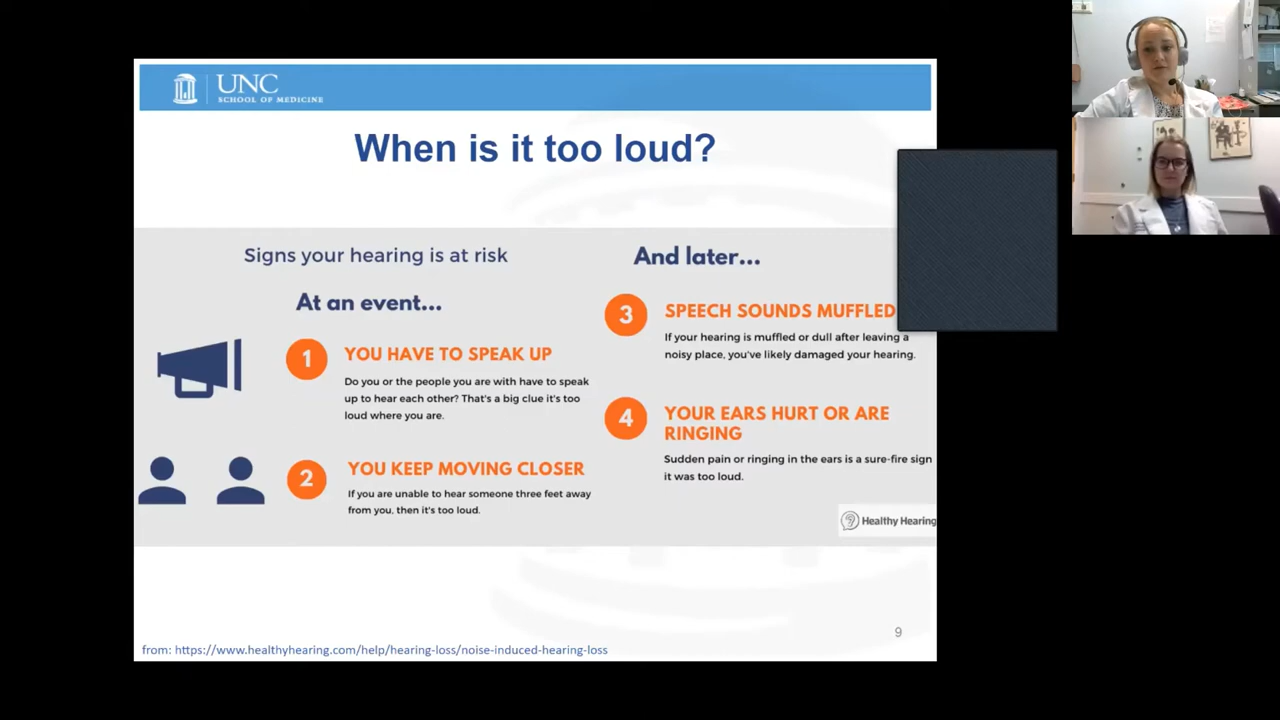 UNC
SCHOOL OF MEDICINE
When is it too loud?
Signs your hearing is at risk
At an event...
1
YOU HAVE TO SPEAK UP
Do you or the people you are with have to speak
up to hear each other? That's a big clue it's too
loud where you are.
2
YOU KEEP MOVING CLOSER
If you are unable to hear someone three feet away
from you, then it's too loud.
And later...
3
SPEECH SOUNDS MUFFLED
If your hearing is muffled or dull after leaving a
noisy place, you've likely damaged your hearing.
4
YOUR EARS HURT OR ARE
RINGING
Sudden pain or ringing in the ears is a sure-fire sign
it was too loud.
Healthy Hearing
9
from: https://www.healthyhearing.com/help/hearing-loss/noise-induced-hearing-loss